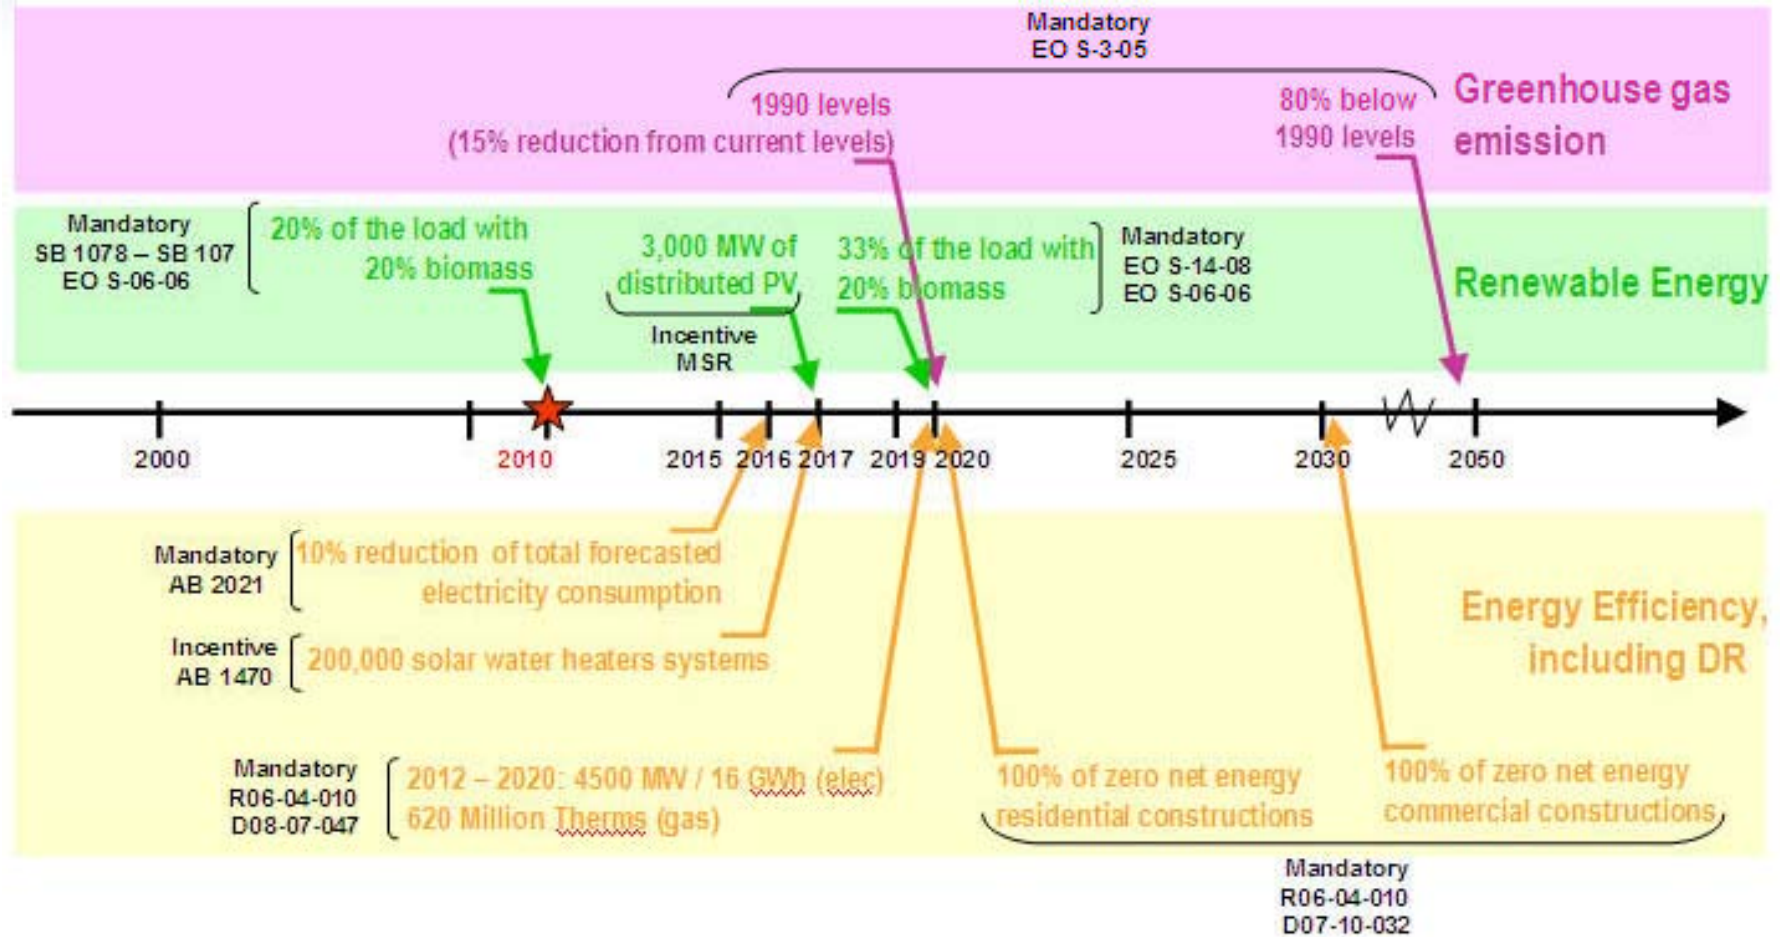 Mandatory
EO S-3-05
1990 levels
(15% reduction from current levels)
80% below
1990 levels
Greenhouse gas
emission
Mandatory
SB 1078 – SB 107
EO S-06-06
20% of the load with
20% biomass
3,000 MW of
distributed PV
Incentive
MSR
33% of the load with
20% biomass
Mandatory
EO S-14-08
EO S-06-06
Renewable Energy
2000
2010
2015
2016
2017
2019
2020
2025
2030
2050
Mandatory
AB 2021
10% reduction of total forecasted
electricity consumption
Incentive
AB 1470
200,000 solar water heaters systems
Energy Efficiency,
including DR
Mandatory
R06-04-010
D08-07-047
2012 – 2020: 4500 MW / 16 GWh (elec)
620 Million Therms (gas)
100% of zero net energy
residential constructions
100% of zero net energy
commercial constructions
Mandatory
R06-04-010
D07-10-032